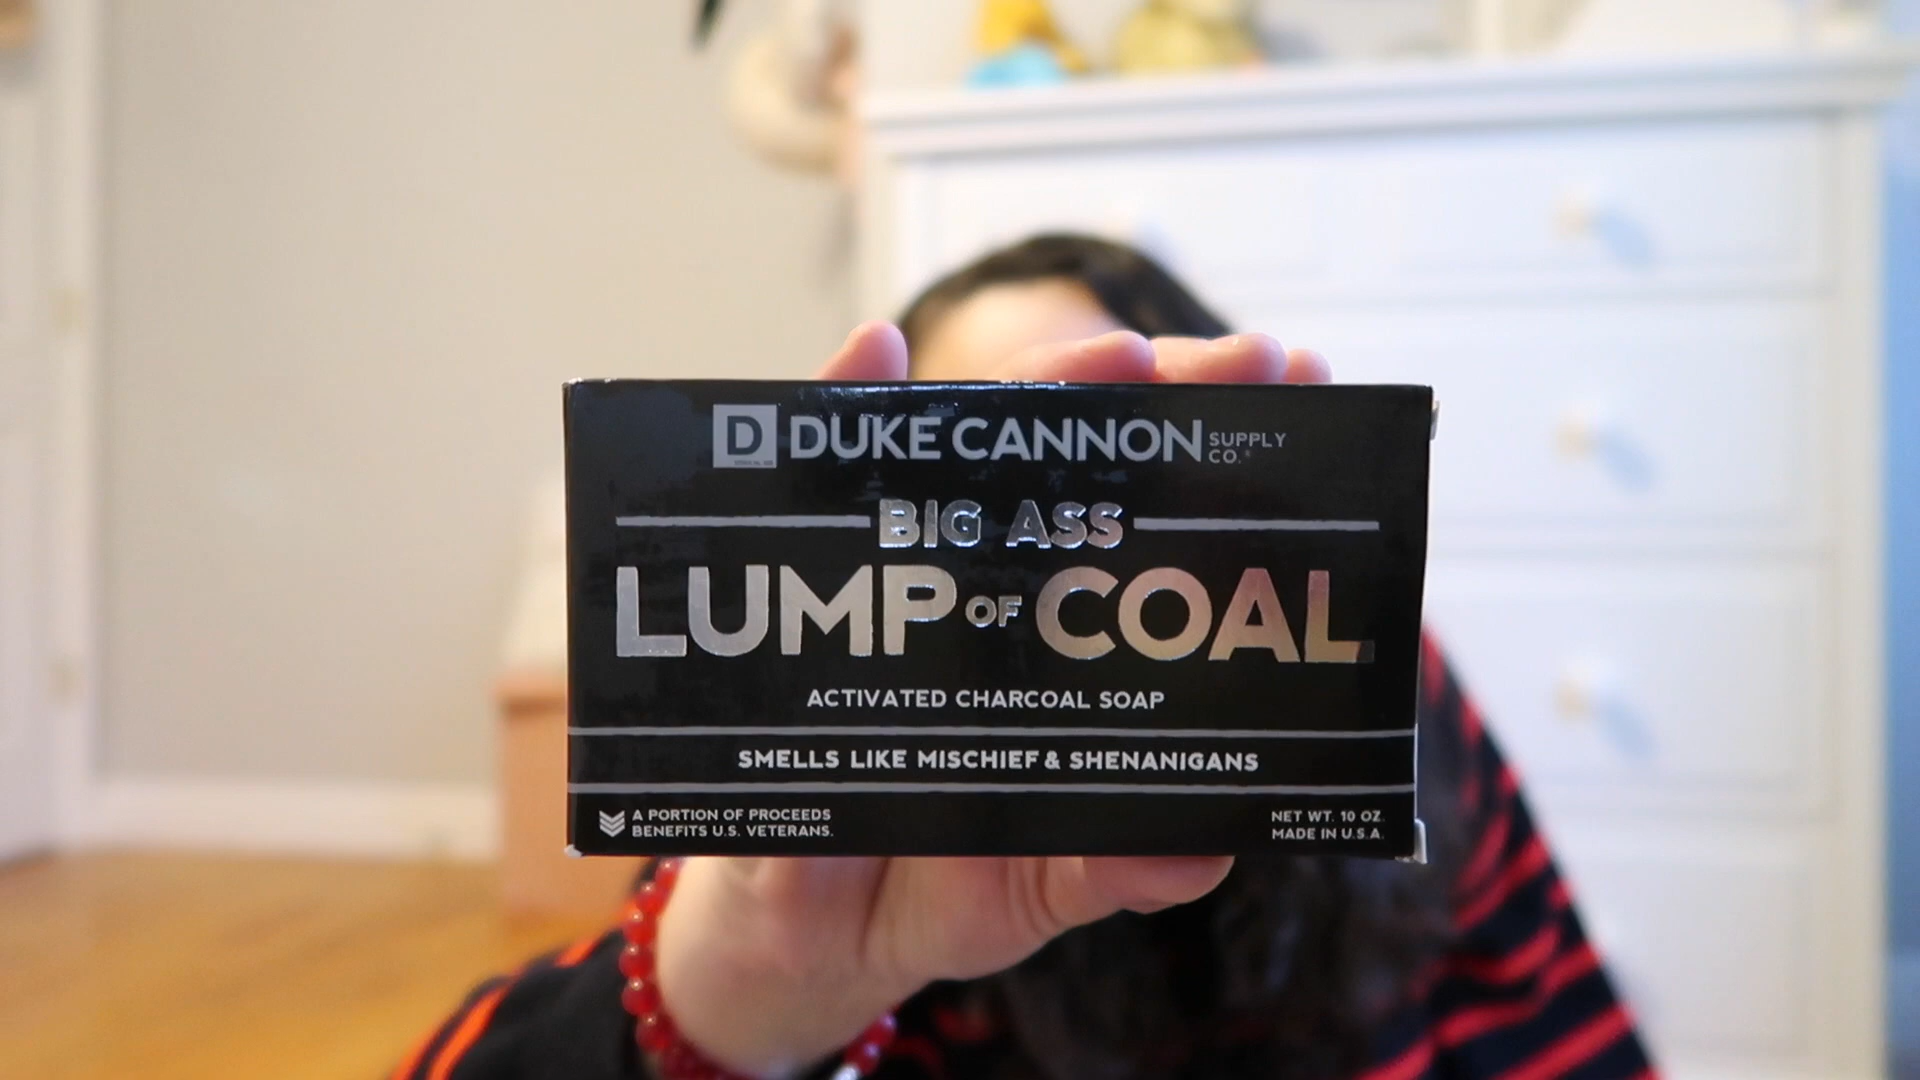 D DUKE CANNON SUPPLY CO.
BIG ASS
LUMP OF COAL
ACTIVATED CHARCOAL SOAP
SMELLS LIKE MISCHIEF & SHENANIGANS
A PORTION OF PROCEEDS
BENEFITS U.S. VETERANS.
NET WT. 10 OZ.
MADE IN U.S.A.